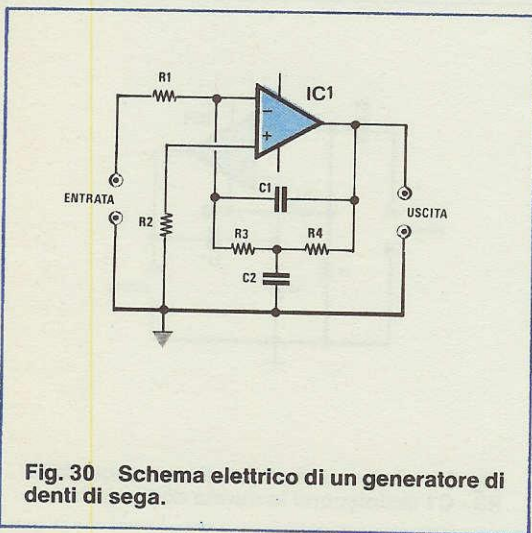 R1
IC1
−
+
C1
ENTRATA
R2
R3
R4
USCITA
C2
Fig. 30 Schema elettrico di un generatore di
denti di sega.